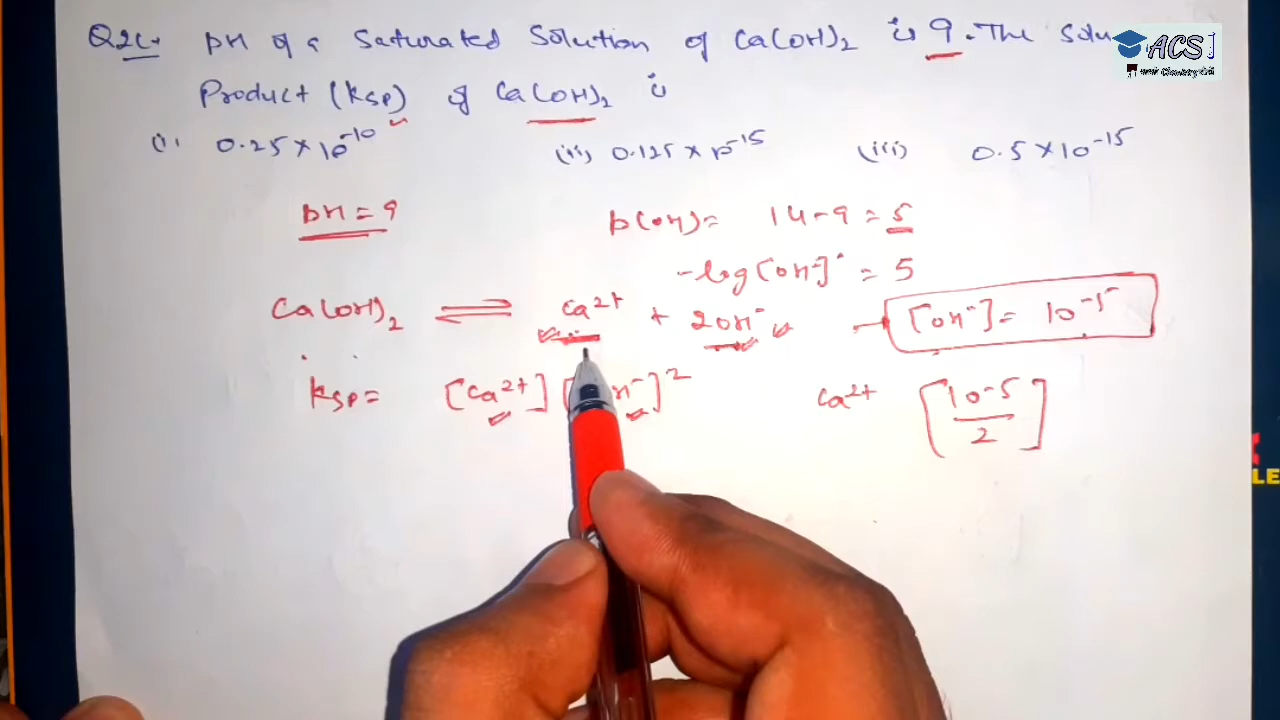 Q26. pH of a Saturated Solution of Ca(OH)₂ is 9. The Solu
Product (Ksp) of Ca(OH)₂ is
(i) 0.25 × 10⁻¹⁰ (ii) 0.125 × 10⁻¹⁵ (iii) 0.5 × 10⁻¹⁵
pH = 9 p(OH) = 14 - 9 = 5
-log[OH⁻] = 5
Ca(OH)₂ ⇌ Ca²⁺ + 2OH⁻ → [OH⁻] = 10⁻⁵
Ksp = [Ca²⁺] [ H⁻]² Ca²⁺ [10⁻⁵/2]
ACS
LE